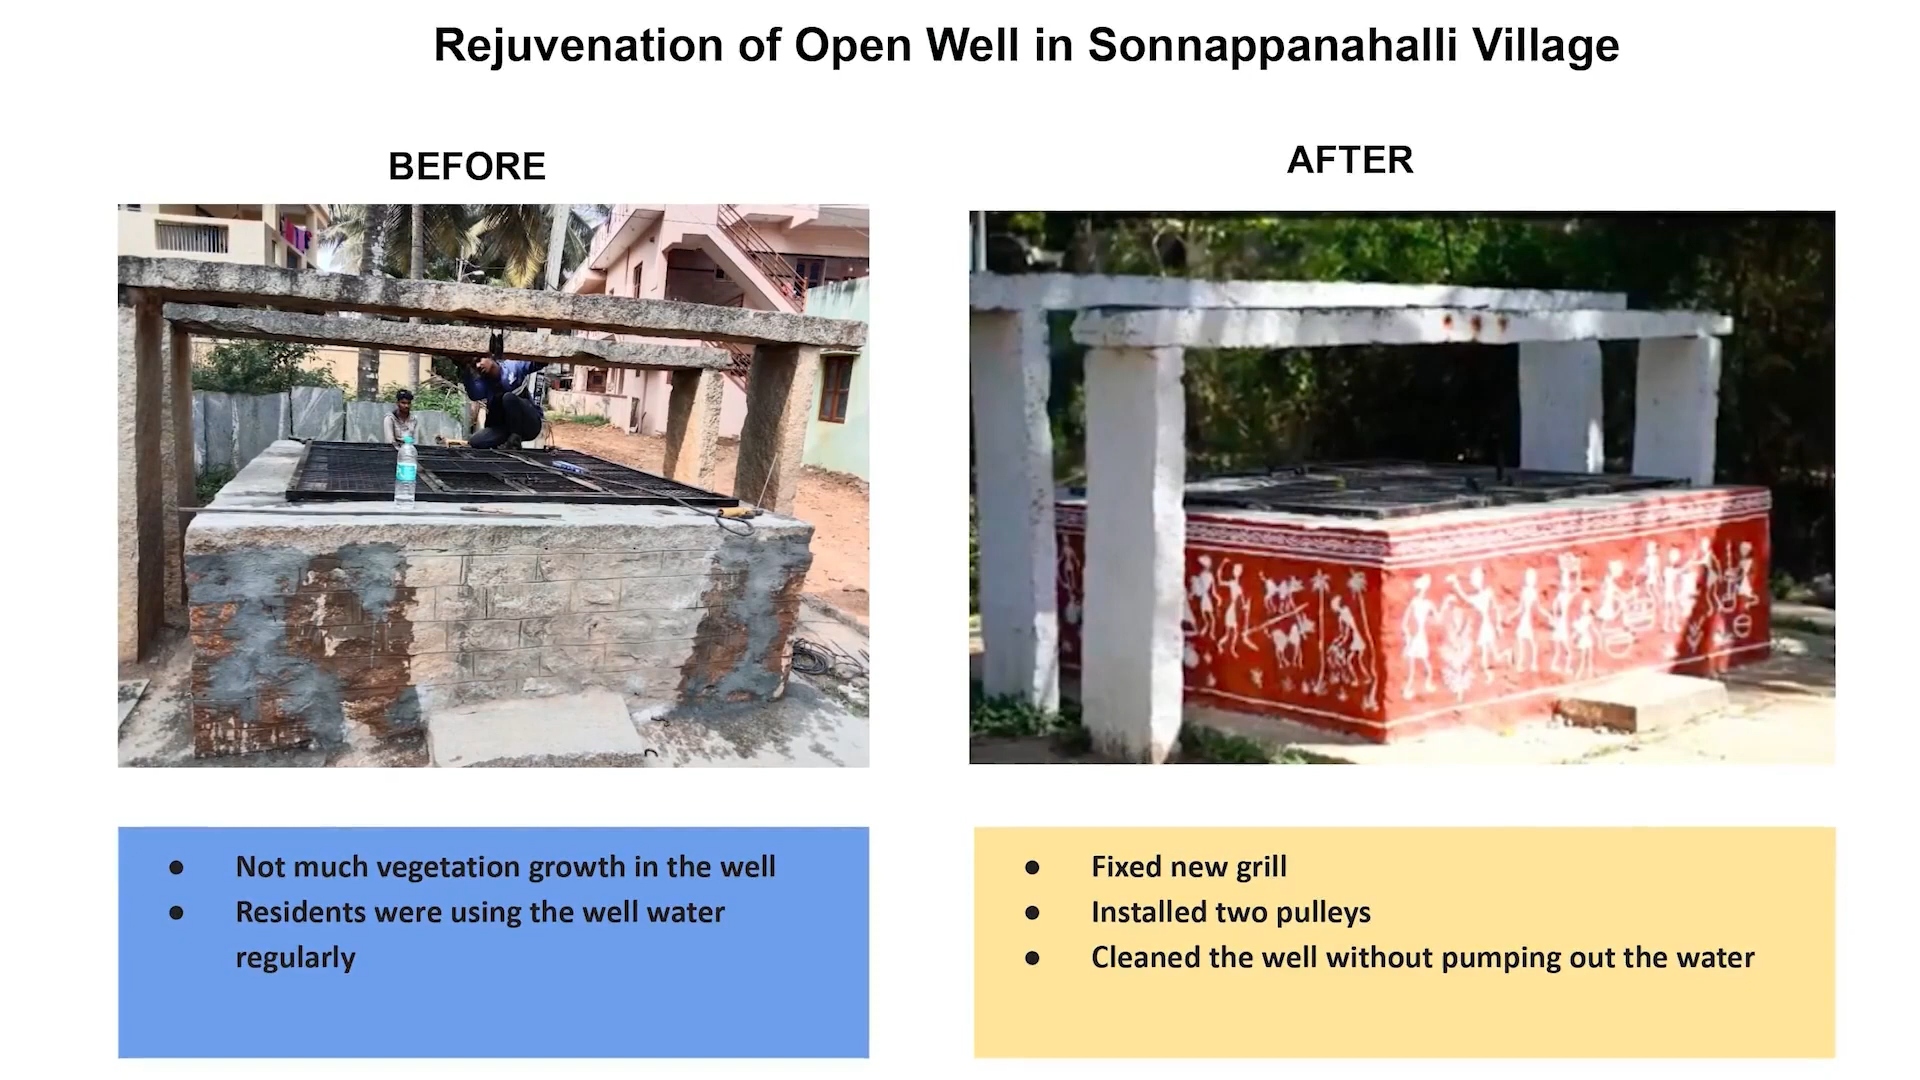 Rejuvenation of Open Well in Sonnappanahalli Village
BEFORE
AFTER
● Not much vegetation growth in the well
● Residents were using the well water
regularly
● Fixed new grill
● Installed two pulleys
● Cleaned the well without pumping out the water